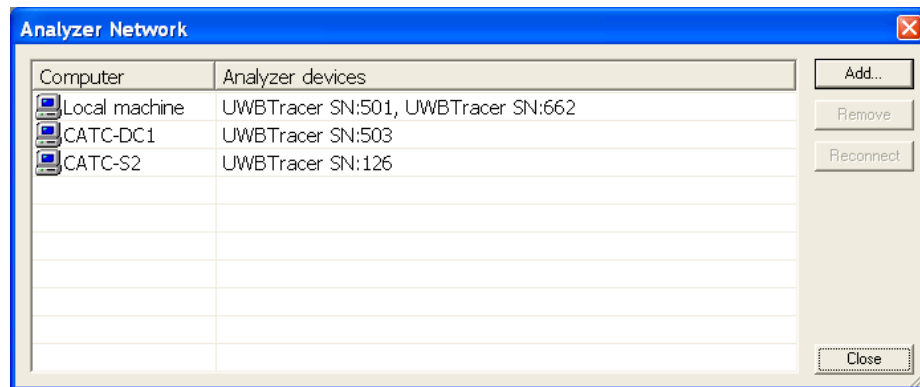 Analyzer Network
Computer Analyzer devices
Local machine UWBTracer SN:501, UWBTracer SN:662
CATC-DC1 UWBTracer SN:503
CATC-S2 UWBTracer SN:126
Add...
Remove
Reconnect
Close